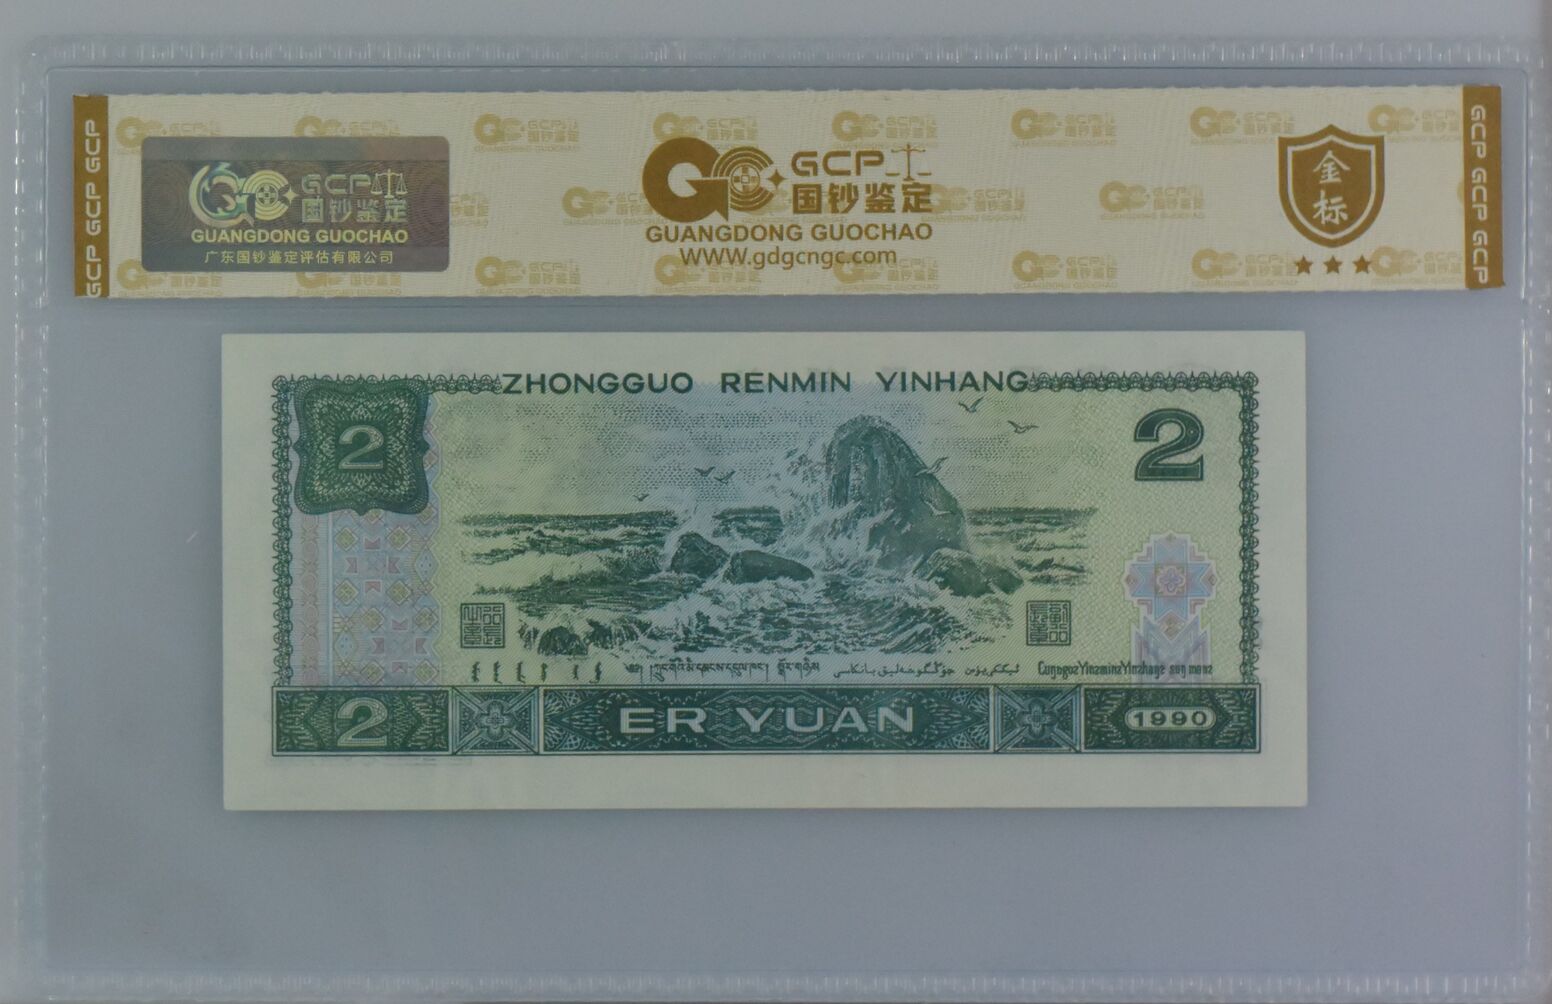 GCP GCP GCP
GCP
国钞鉴定
GUANGDONG GUOCHAO
广东国钞鉴定评估有限公司
GCP
国钞鉴定
GUANGDONG GUOCHAO
www.gdgcngc.com
金
标
GCP GCP GCP
ZHONGGUO RENMIN YINHANG
2
2
2
ER YUAN
1990